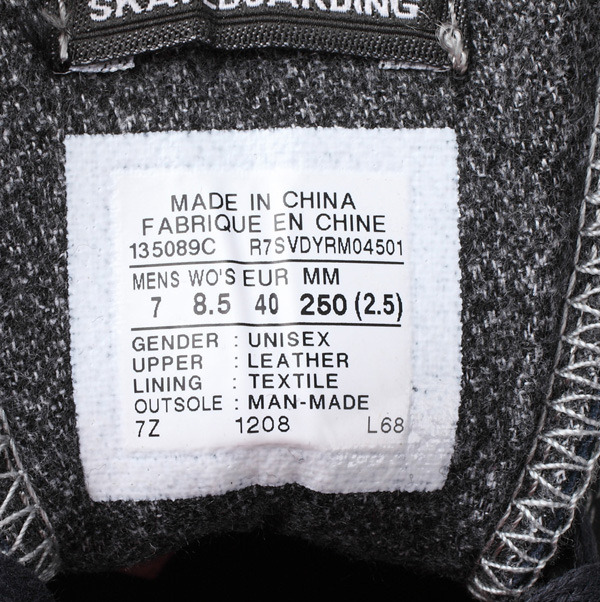 SKATEBOARDING
MADE IN CHINA
FABRIQUE EN CHINE
135089C R7SVDYRM04501
MENS WO'S EUR MM
7 8.5 40 250 (2.5)
GENDER : UNISEX
UPPER : LEATHER
LINING : TEXTILE
OUTSOLE : MAN-MADE
7Z 1208 L68